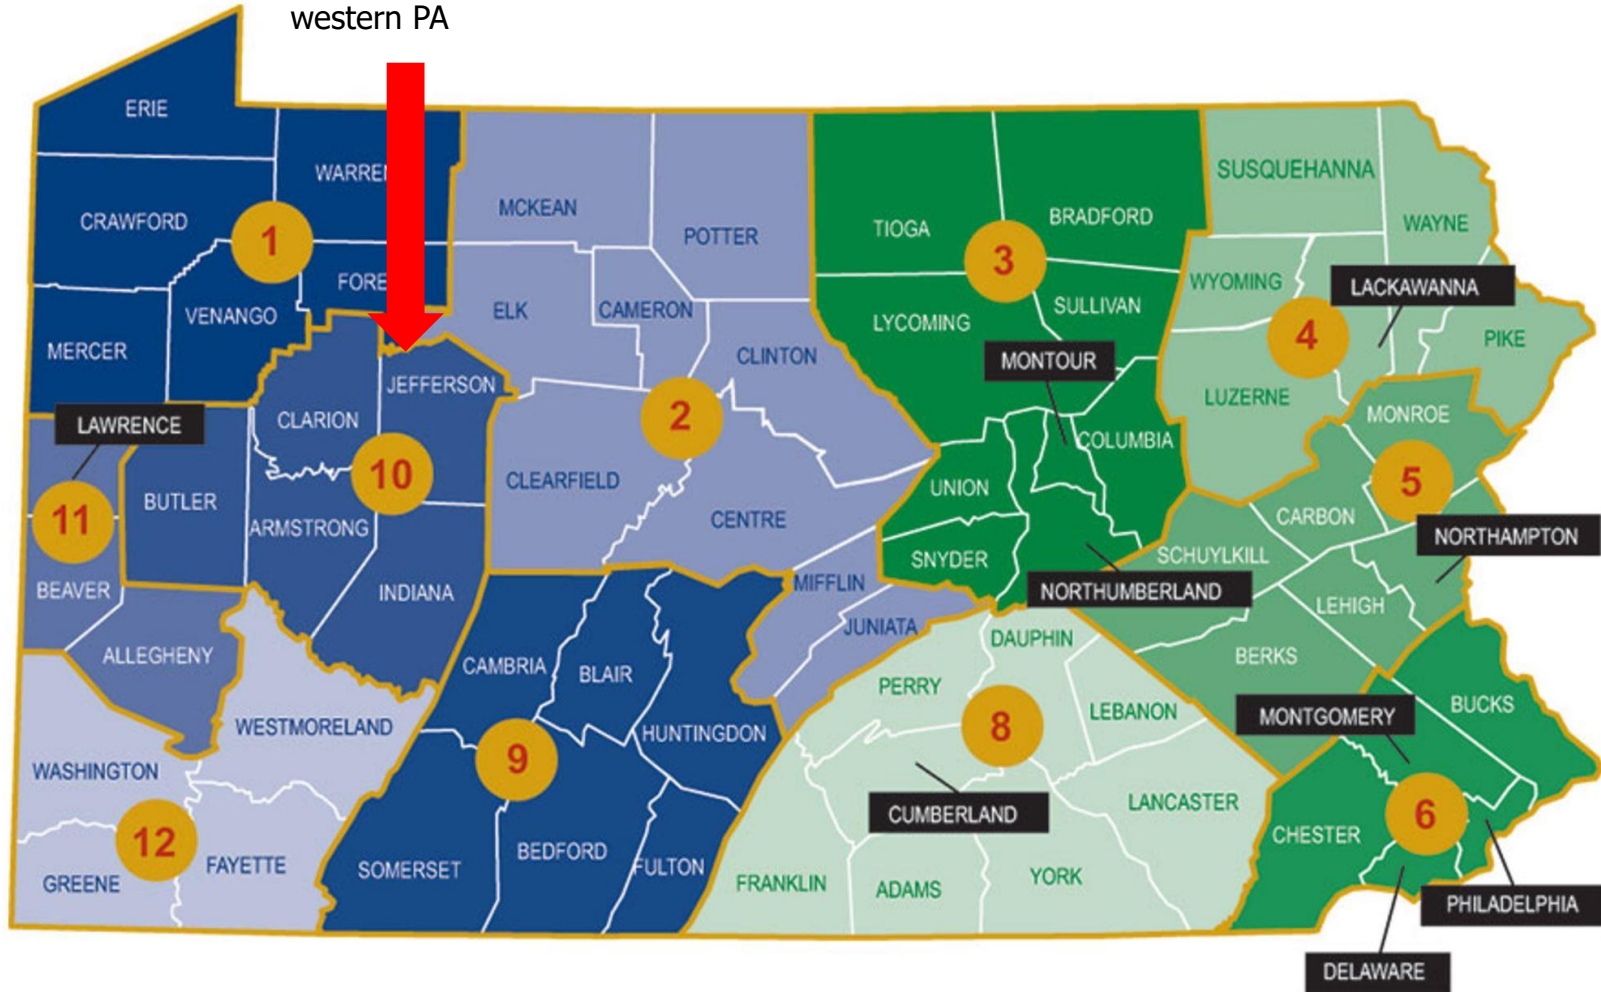 western PA
ERIE
WARREN
CRAWFORD
1
FORE
VENANGO
MERCER
MCKEAN
POTTER
ELK
CAMERON
CLINTON
2
CLEARFIELD
CENTRE
MIFFLIN
JUNIATA
TIOGA
BRADFORD
3
SULLIVAN
LYCOMING
MONTOUR
COLUMBIA
UNION
SNYDER
NORTHUMBERLAND
SUSQUEHANNA
WAYNE
WYOMING
LACKAWANNA
4
PIKE
LUZERNE
MONROE
5
CARBON
NORTHAMPTON
SCHUYLKILL
LEHIGH
BERKS
JEFFERSON
CLARION
10
BUTLER
ARMSTRONG
INDIANA
LAWRENCE
11
BEAVER
ALLEGHENY
WESTMORELAND
WASHINGTON
12
FAYETTE
GREENE
CAMBRIA
BLAIR
HUNTINGDON
9
BEDFORD
SOMERSET
FULTON
DAUPHIN
PERRY
LEBANON
8
CUMBERLAND
LANCASTER
FRANKLIN
ADAMS
YORK
BUCKS
MONTGOMERY
6
CHESTER
PHILADELPHIA
DELAWARE